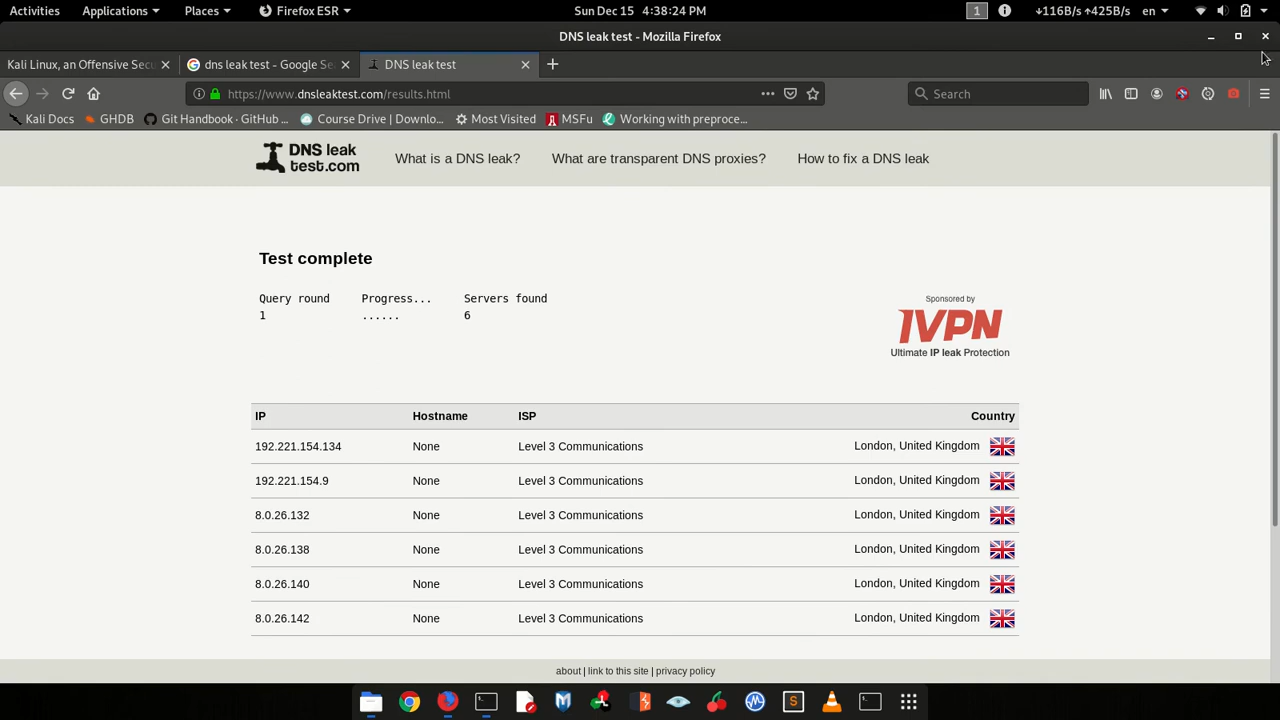 Activities Applications Places Firefox ESR Sun Dec 15 4:38:24 PM 1 116B/s 425B/s en
DNS leak test - Mozilla Firefox
Kali Linux, an Offensive Secu dns leak test - Google Se DNS leak test
https://www.dnsleaktest.com/results.html Search
Kali Docs GHDB Git Handbook · GitHub ... Course Drive | Downlo... Most Visited MSFu Working with preproce...
DNS leak
test.com
What is a DNS leak? What are transparent DNS proxies? How to fix a DNS leak
Test complete
Query round Progress... Servers found
1 ...... 6
Sponsored by
IVPN
Ultimate IP leak Protection
IP Hostname ISP Country
192.221.154.134 None Level 3 Communications London, United Kingdom
192.221.154.9 None Level 3 Communications London, United Kingdom
8.0.26.132 None Level 3 Communications London, United Kingdom
8.0.26.138 None Level 3 Communications London, United Kingdom
8.0.26.140 None Level 3 Communications London, United Kingdom
8.0.26.142 None Level 3 Communications London, United Kingdom
about | link to this site | privacy policy